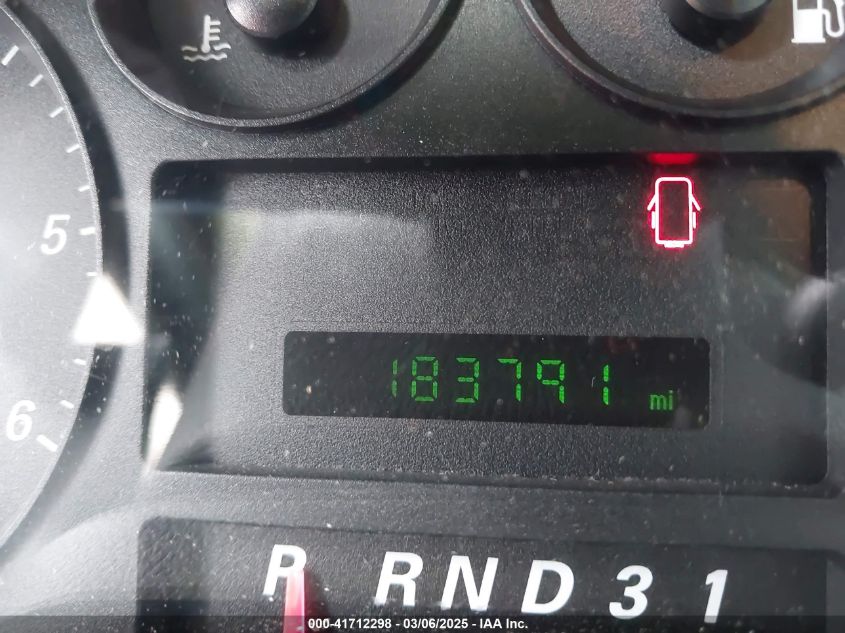 5
183791 mi
6
P R N D 3 1
000-41712298 - 03/06/2025 - IAA Inc.